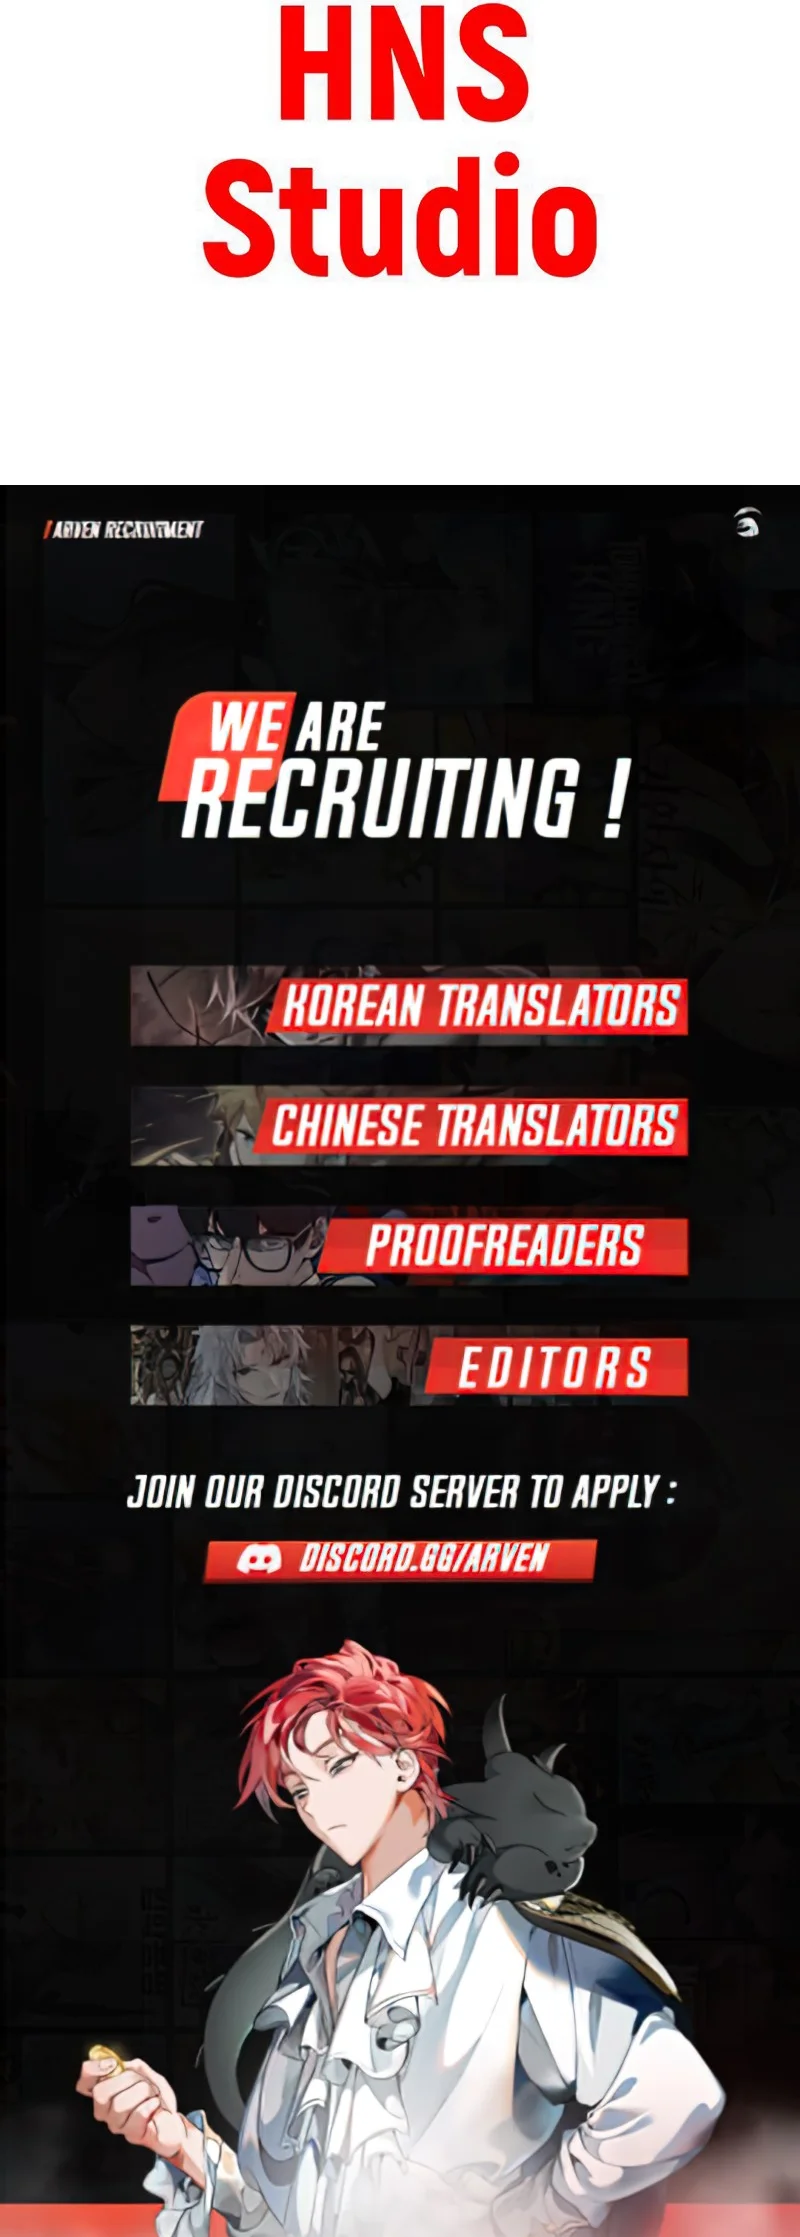 HNS
Studio
ARVEN RECRUITMENT
WE ARE
RECRUITING !
KOREAN TRANSLATORS
CHINESE TRANSLATORS
PROOFREADERS
EDITORS
JOIN OUR DISCORD SERVER TO APPLY :
DISCORD.GG/ARVEN